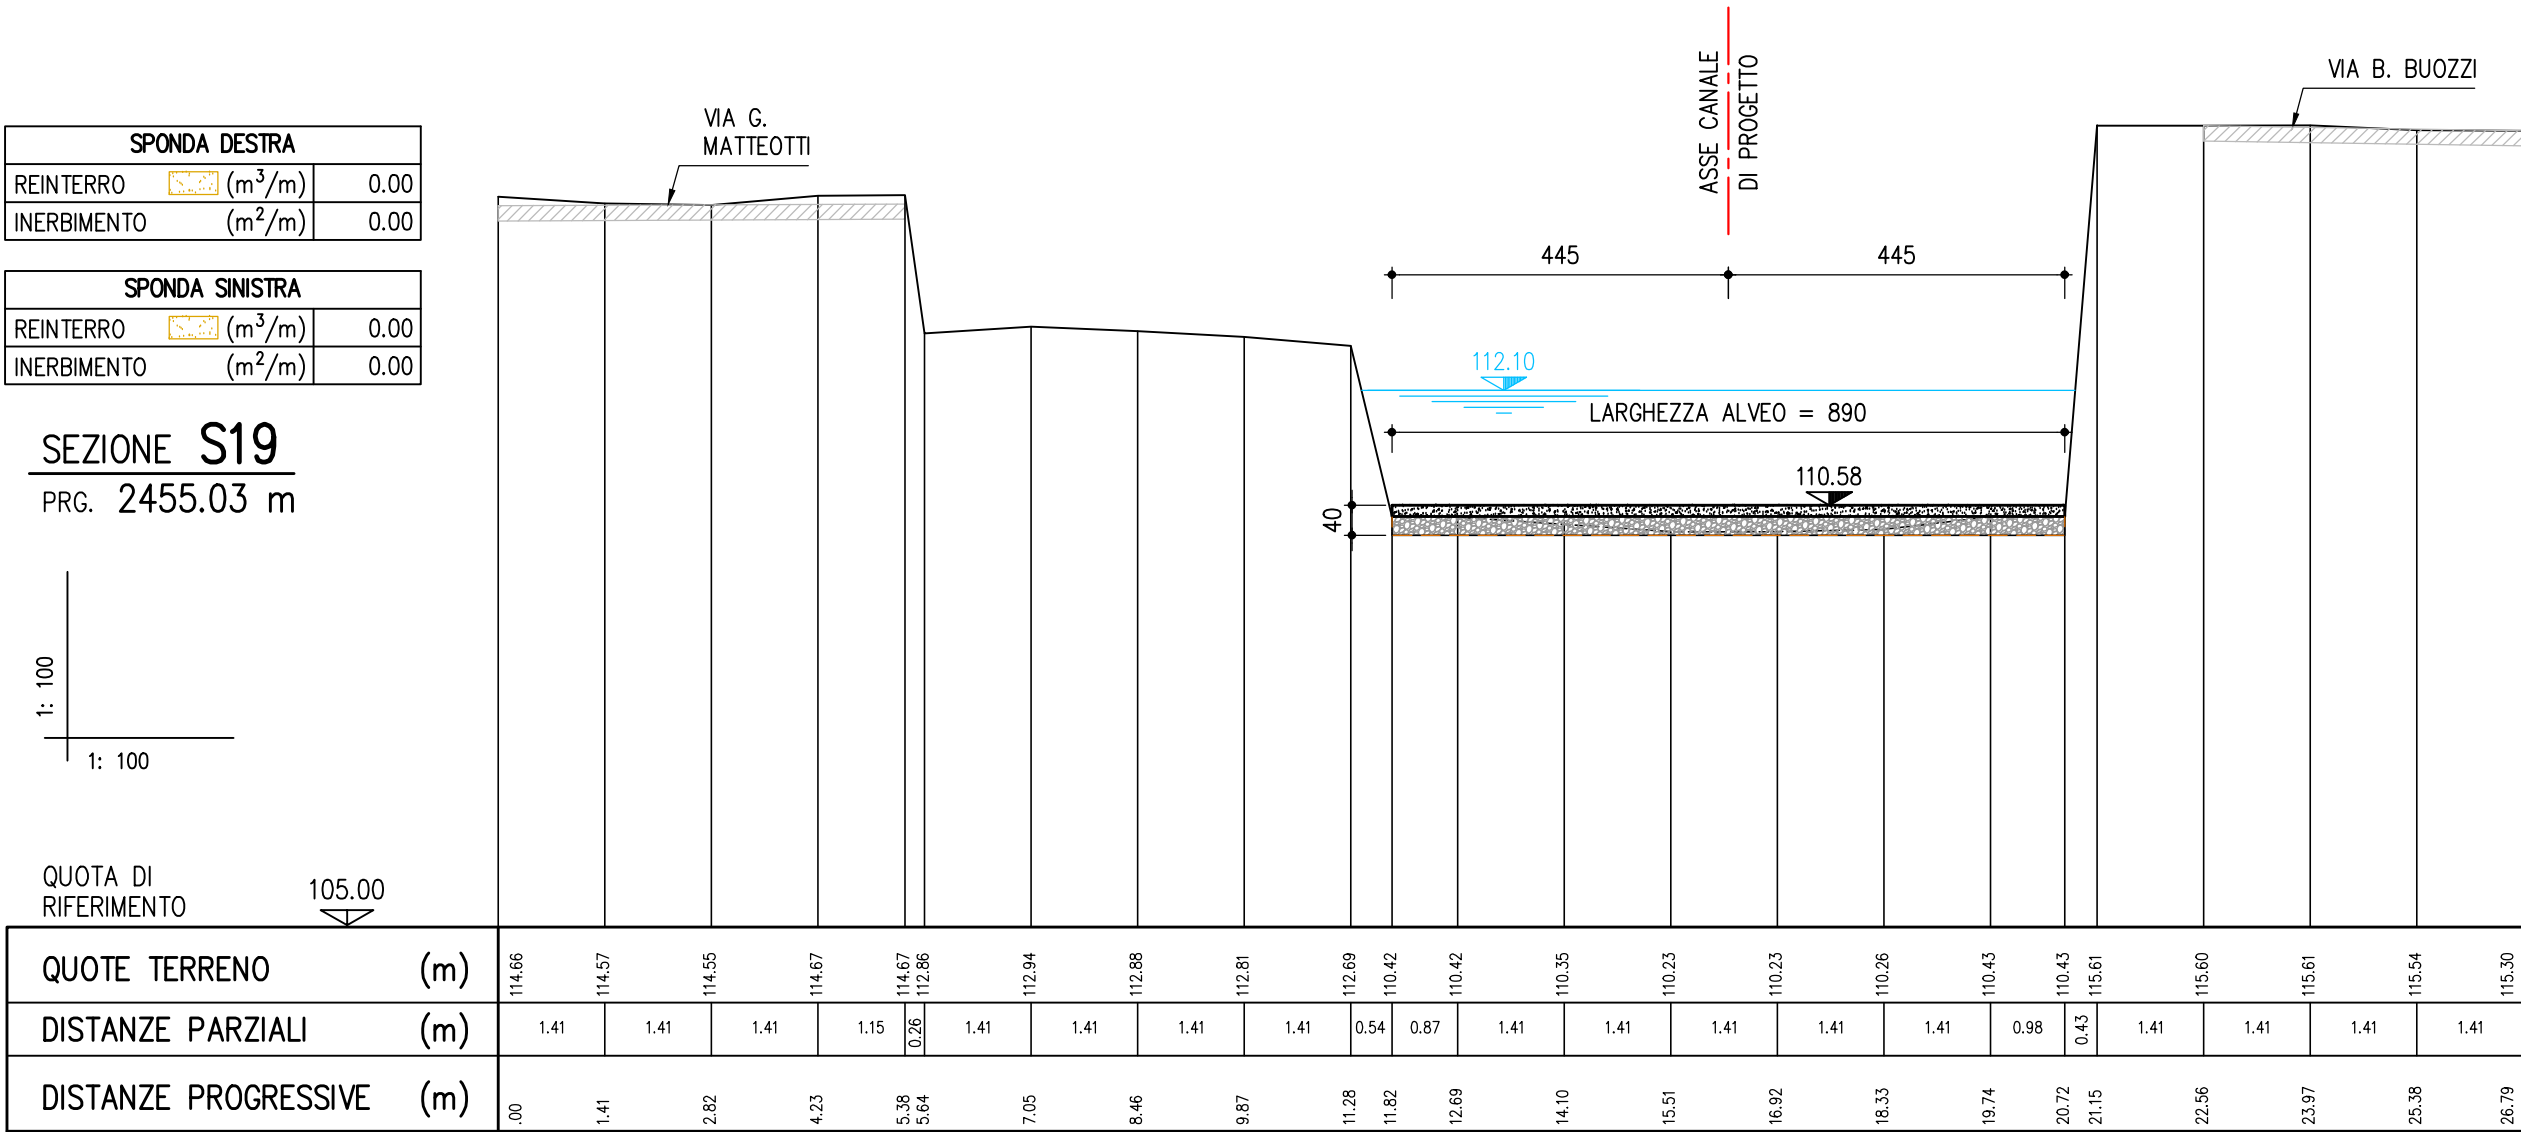 ASSE CANALE
DI PROGETTO
VIA B. BUOZZI
VIA G.
MATTEOTTI
SPONDA DESTRA
REINTERRO (m³/m) 0.00
INERBIMENTO (m²/m) 0.00
SPONDA SINISTRA
REINTERRO (m³/m) 0.00
INERBIMENTO (m²/m) 0.00
445 445
112.10
LARGHEZZA ALVEO = 890
110.58
40
SEZIONE S19
PRG. 2455.03 m
1: 100
1: 100
QUOTA DI
RIFERIMENTO
105.00
QUOTE TERRENO (m) 114.66 114.57 114.55 114.67 114.67 112.86 112.94 112.88 112.81 112.69 110.42 110.42 110.35 110.23 110.23 110.26 110.43 110.43 115.61 115.60 115.61 115.54 115.30
DISTANZE PARZIALI (m) 1.41 1.41 1.41 1.15 0.26 1.41 1.41 1.41 1.41 0.54 0.87 1.41 1.41 1.41 1.41 1.41 0.98 0.43 1.41 1.41 1.41 1.41
DISTANZE PROGRESSIVE (m) .00 1.41 2.82 4.23 5.38 5.64 7.05 8.46 9.87 11.28 11.82 12.69 14.10 15.51 16.92 18.33 19.74 20.72 21.15 22.56 23.97 25.38 26.79